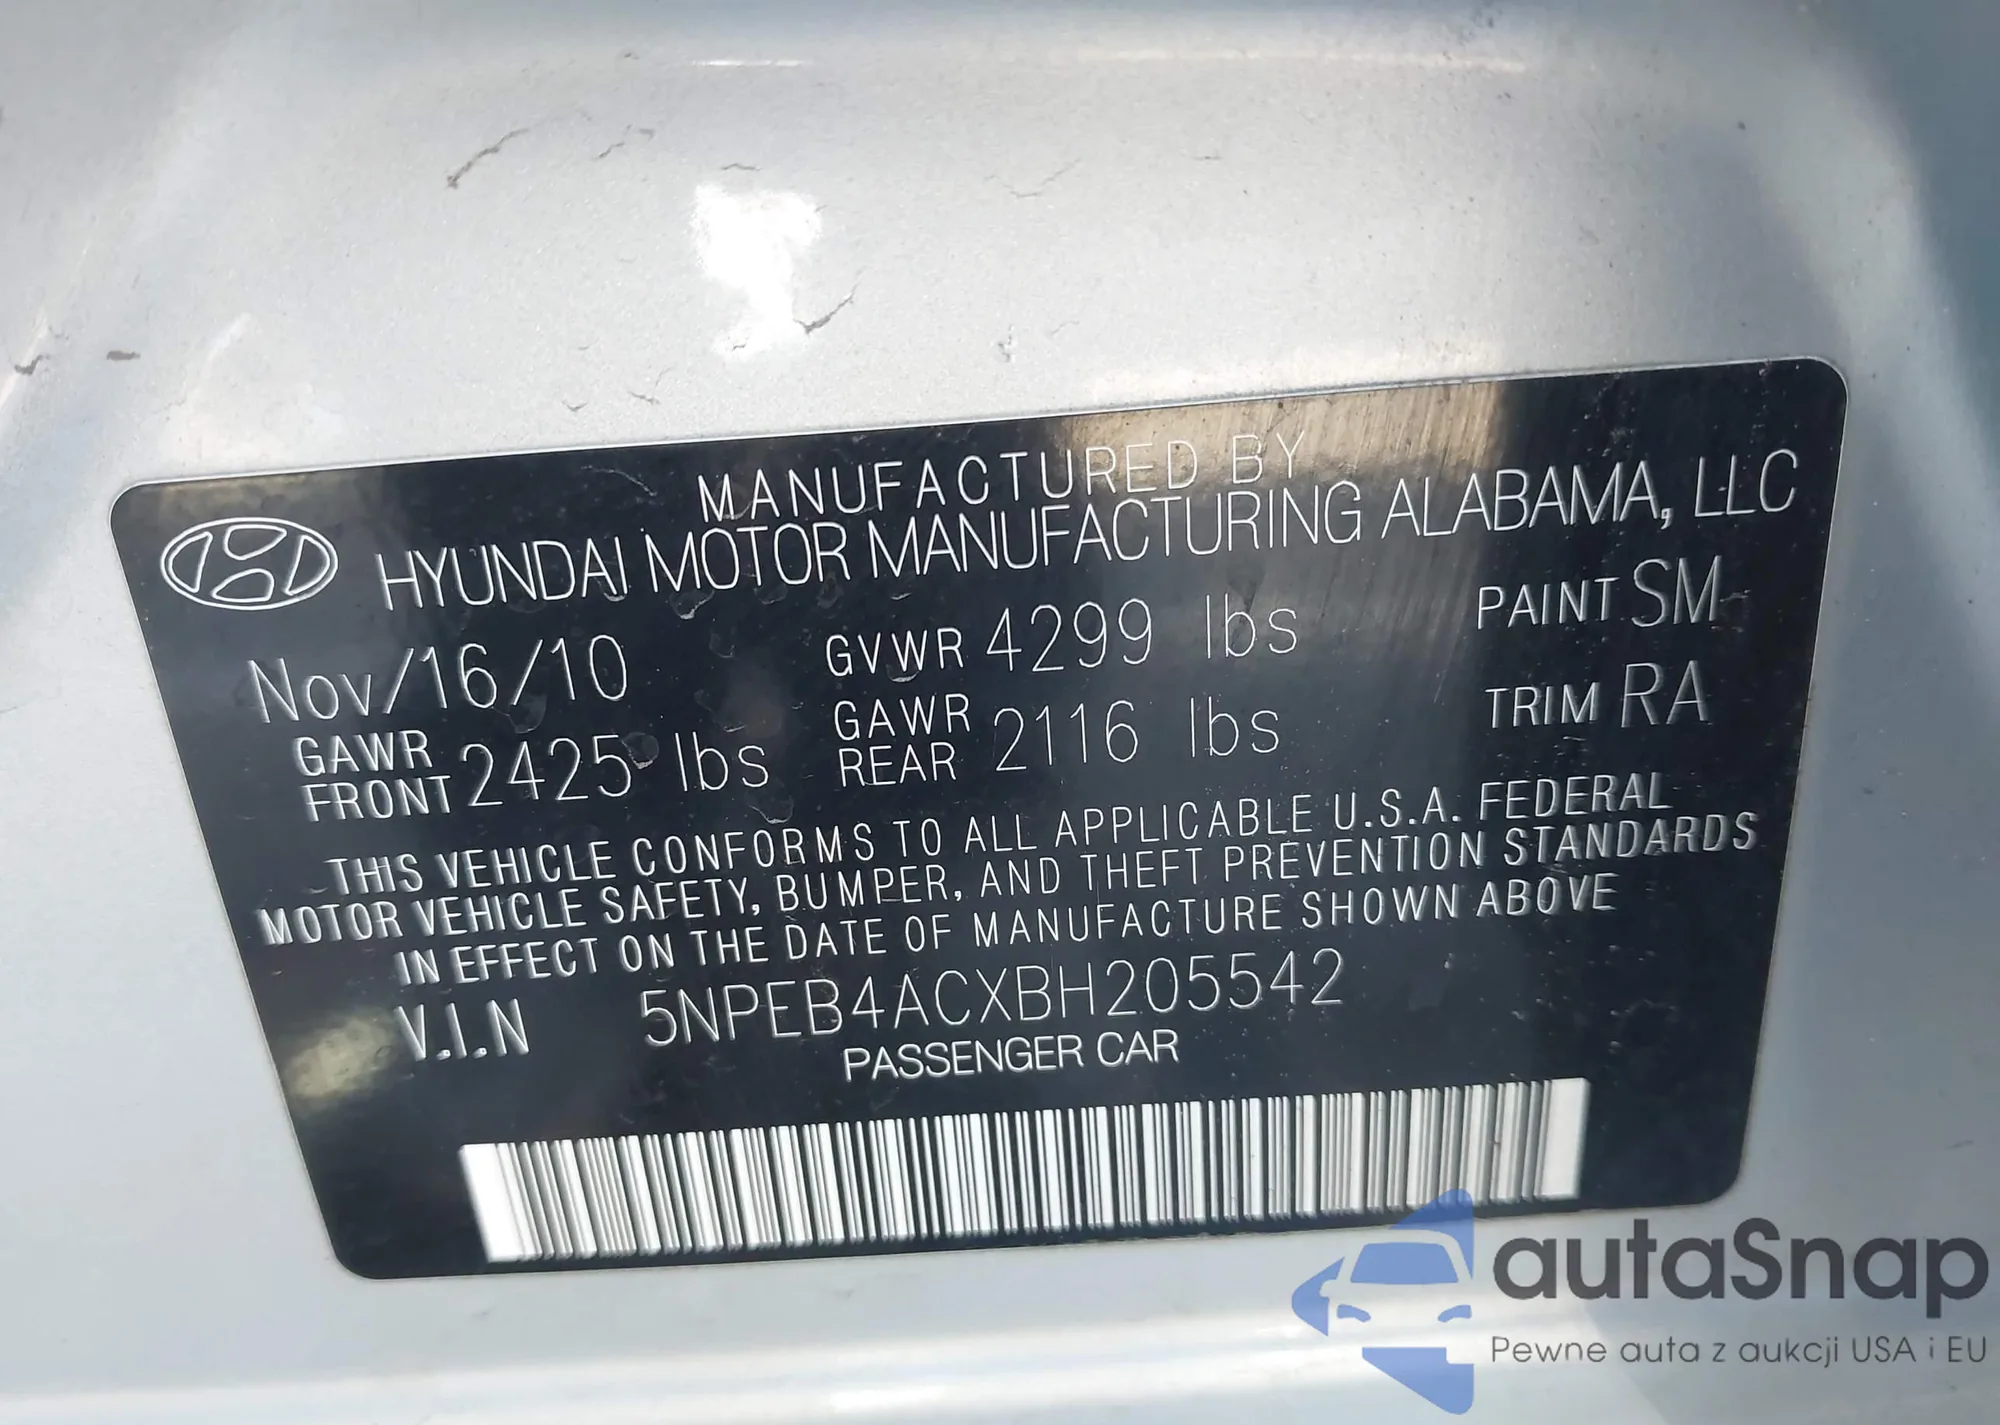 MANUFACTURED BY
HYUNDAI MOTOR MANUFACTURING ALABAMA, LLC
Nov/16/10 GVWR 4299 lbs PAINT SM
GAWR FRONT 2425 lbs GAWR REAR 2116 lbs TRIM RA
THIS VEHICLE CONFORMS TO ALL APPLICABLE U.S.A. FEDERAL
MOTOR VEHICLE SAFETY, BUMPER, AND THEFT PREVENTION STANDARDS
IN EFFECT ON THE DATE OF MANUFACTURE SHOWN ABOVE
V.I.N 5NPEB4ACXBH205542
PASSENGER CAR
autaSnap
Pewne auta z aukcji USA i EU